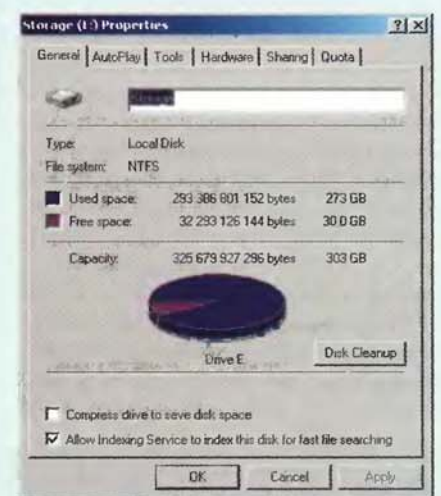 Storage (E:) Properties
General AutoPlay Tools Hardware Sharing Quota
Storage
Type: Local Disk
File system: NTFS
Used space: 293 386 801 152 bytes 273 GB
Free space: 32 293 126 144 bytes 30,0 GB
Capacity: 325 679 927 296 bytes 303 GB
Drive E
Disk Cleanup
Compress drive to save disk space
Allow Indexing Service to index this disk for fast file searching
OK Cancel Apply